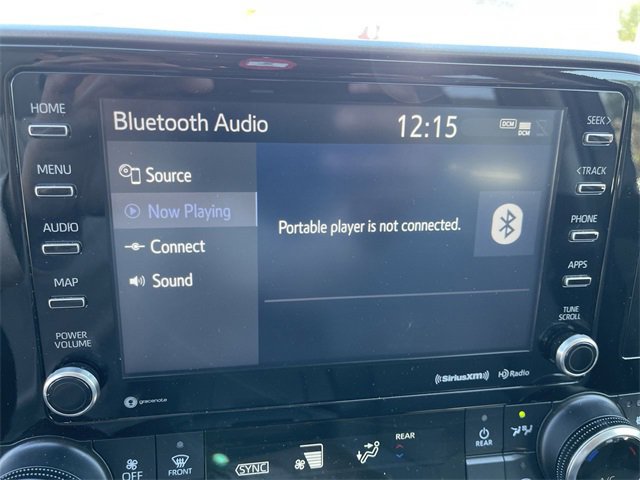 HOME
MENU
AUDIO
MAP
POWER
VOLUME
Bluetooth Audio
12:15
DCM
DCM
Source
Now Playing
Connect
Sound
Portable player is not connected.
SEEK>
<TRACK
PHONE
APPS
TUNE
SCROLL
gracenote
SiriusXM
HD Radio
OFF
FRONT
SYNC
REAR
REAR
A/C